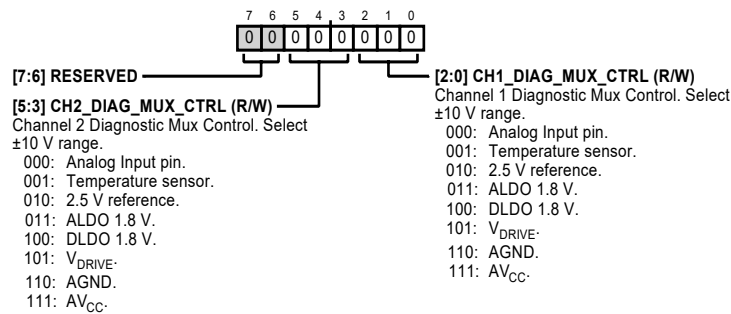 7 6 5 4 3 2 1 0
0 0 0 0 0 0 0 0
[7:6] RESERVED
[5:3] CH2_DIAG_MUX_CTRL (R/W)
Channel 2 Diagnostic Mux Control. Select
±10 V range.
000: Analog Input pin.
001: Temperature sensor.
010: 2.5 V reference.
011: ALDO 1.8 V.
100: DLDO 1.8 V.
101: VDRIVE.
110: AGND.
111: AVCC.
[2:0] CH1_DIAG_MUX_CTRL (R/W)
Channel 1 Diagnostic Mux Control. Select
±10 V range.
000: Analog Input pin.
001: Temperature sensor.
010: 2.5 V reference.
011: ALDO 1.8 V.
100: DLDO 1.8 V.
101: VDRIVE.
110: AGND.
111: AVCC.